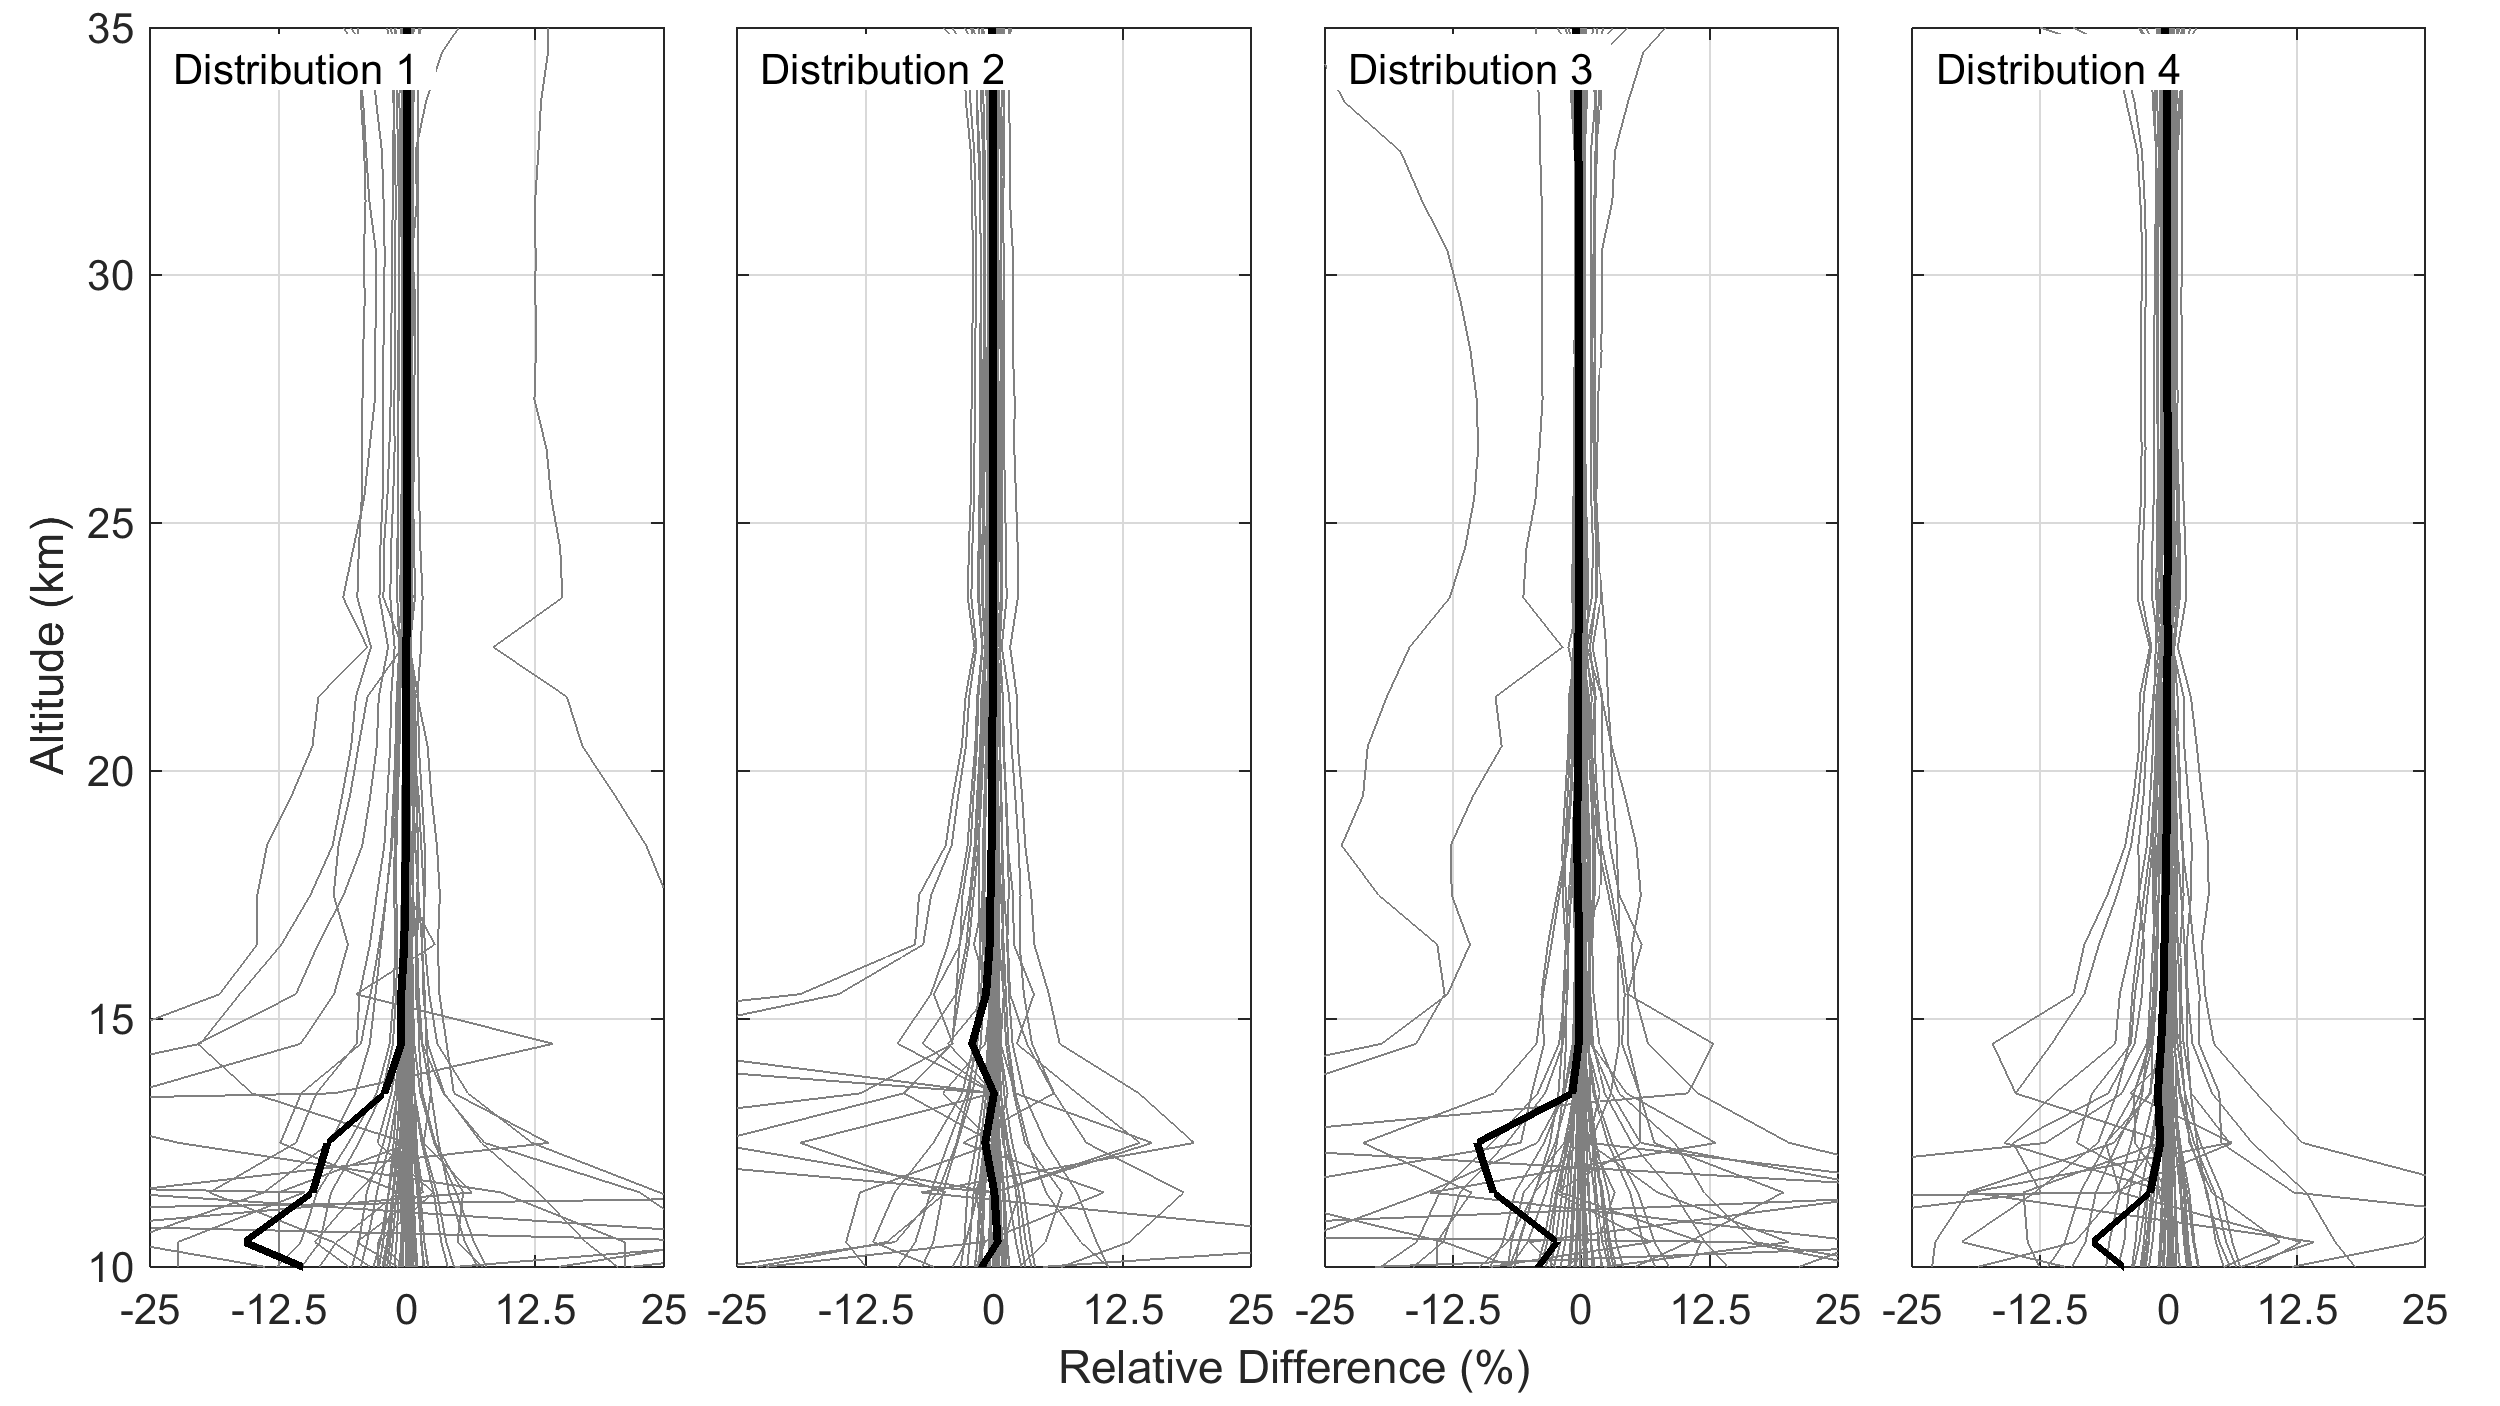 Distribution 1
Distribution 2
Distribution 3
Distribution 4
35
30
25
20
15
10
Altitude (km)
-25 -12.5 0 12.5 25 -25 -12.5 0 12.5 25 -25 -12.5 0 12.5 25 -25 -12.5 0 12.5 25
Relative Difference (%)